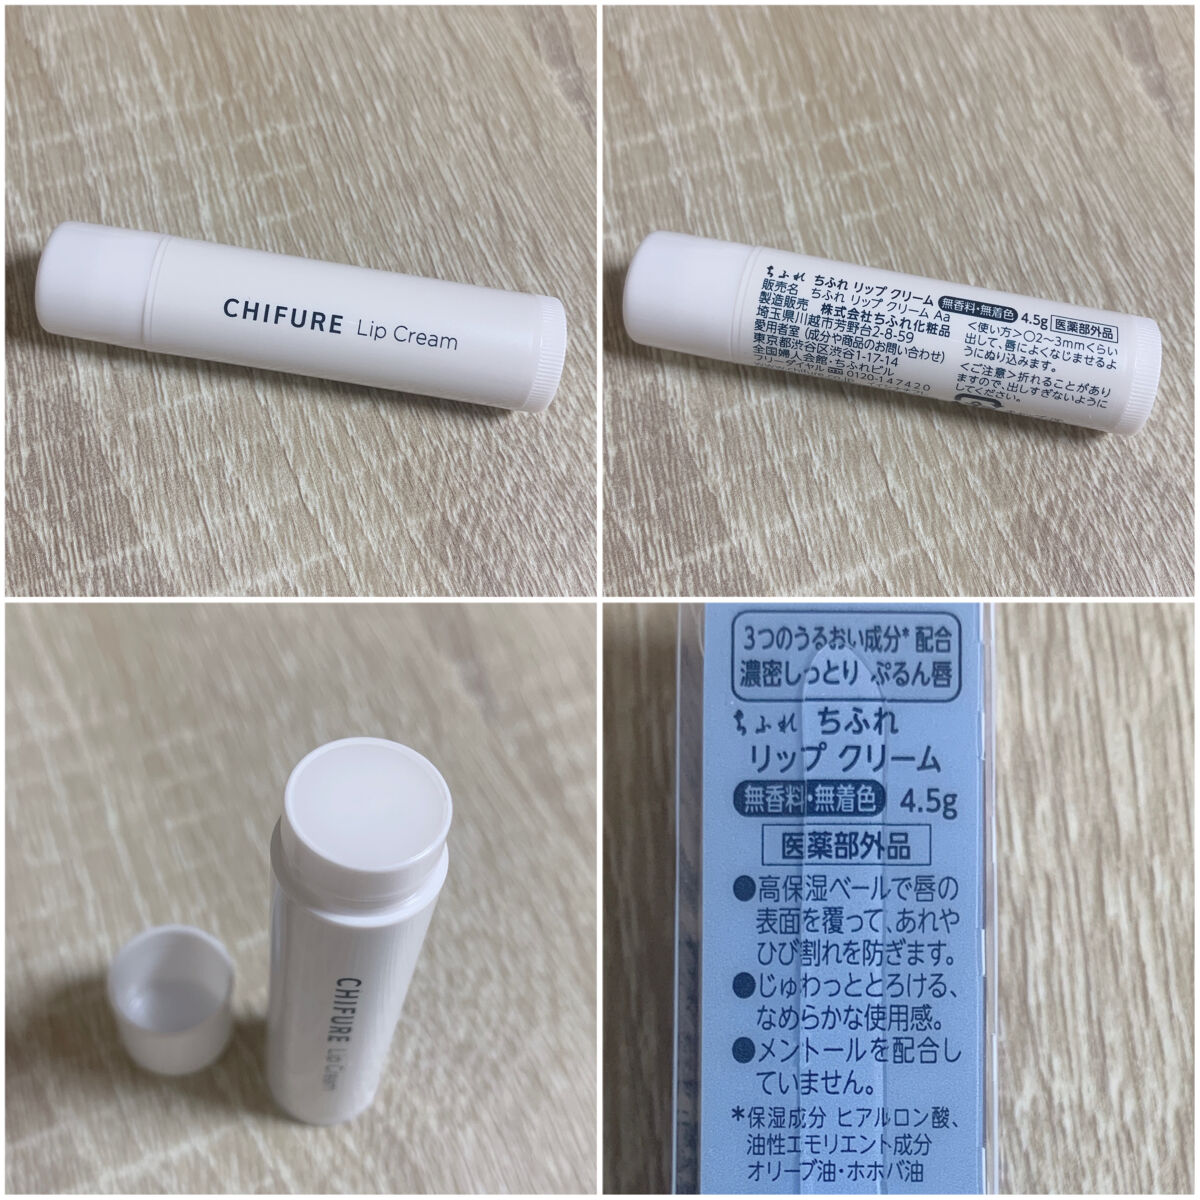 CHIFURE Lip Cream
ちふれ ちふれ リップ クリーム 無香料・無着色 4.5g 医薬部外品
販売名 ちふれ リップ クリーム Aa
製造販売 株式会社ちふれ化粧品
埼玉県川越市芳野台2-8-59
愛用者室(成分や商品のお問い合わせ)
東京都渋谷区渋谷1-17-14
全国婦人会館・ちふれビル
フリーダイヤル 0120-147420
<使い方>○2~3mmくらい
出して、唇によくなじませるよ
うにぬり込みます。
<ご注意>折れることがあり
ますので、出しすぎないように
してください。
CHIFURE Lip Cream
3つのうるおい成分*配合
濃密しっとり ぷるん唇
ちふれ ちふれ
リップ クリーム
無香料・無着色 4.5g
医薬部外品
●高保湿ベールで唇の
表面を覆って、あれや
ひび割れを防ぎます。
●じゅわっととろける、
なめらかな使用感。
●メントールを配合し
ていません。
*保湿成分 ヒアルロン酸、
油性エモリエント成分
オリーブ油・ホホバ油